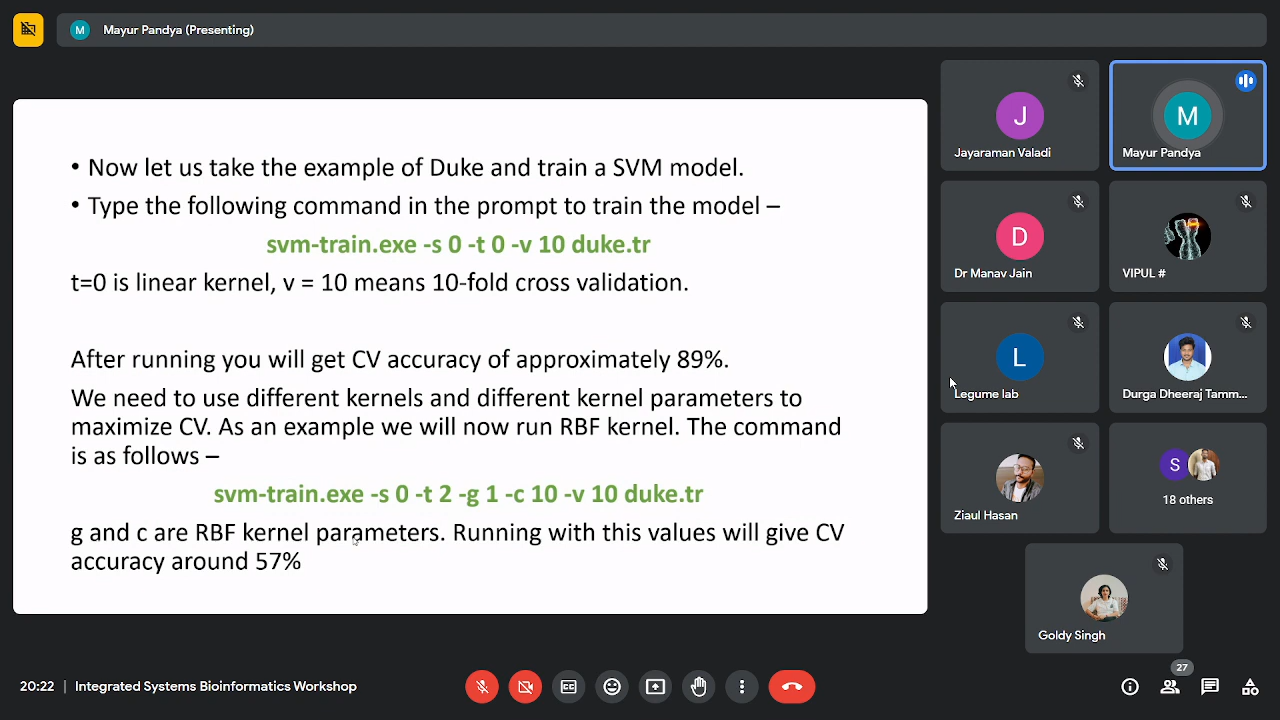 M Mayur Pandya (Presenting)
• Now let us take the example of Duke and train a SVM model.
• Type the following command in the prompt to train the model –
svm-train.exe -s 0 -t 0 -v 10 duke.tr
t=0 is linear kernel, v = 10 means 10-fold cross validation.
After running you will get CV accuracy of approximately 89%.
We need to use different kernels and different kernel parameters to
maximize CV. As an example we will now run RBF kernel. The command
is as follows –
svm-train.exe -s 0 -t 2 -g 1 -c 10 -v 10 duke.tr
g and c are RBF kernel parameters. Running with this values will give CV
accuracy around 57%
J
Jayaraman Valadi
M
Mayur Pandya
D
Dr Manav Jain
VIPUL #
L
Legume lab
Durga Dheeraj Tamm...
Ziaul Hasan
S
18 others
Goldy Singh
20:22 | Integrated Systems Bioinformatics Workshop
27